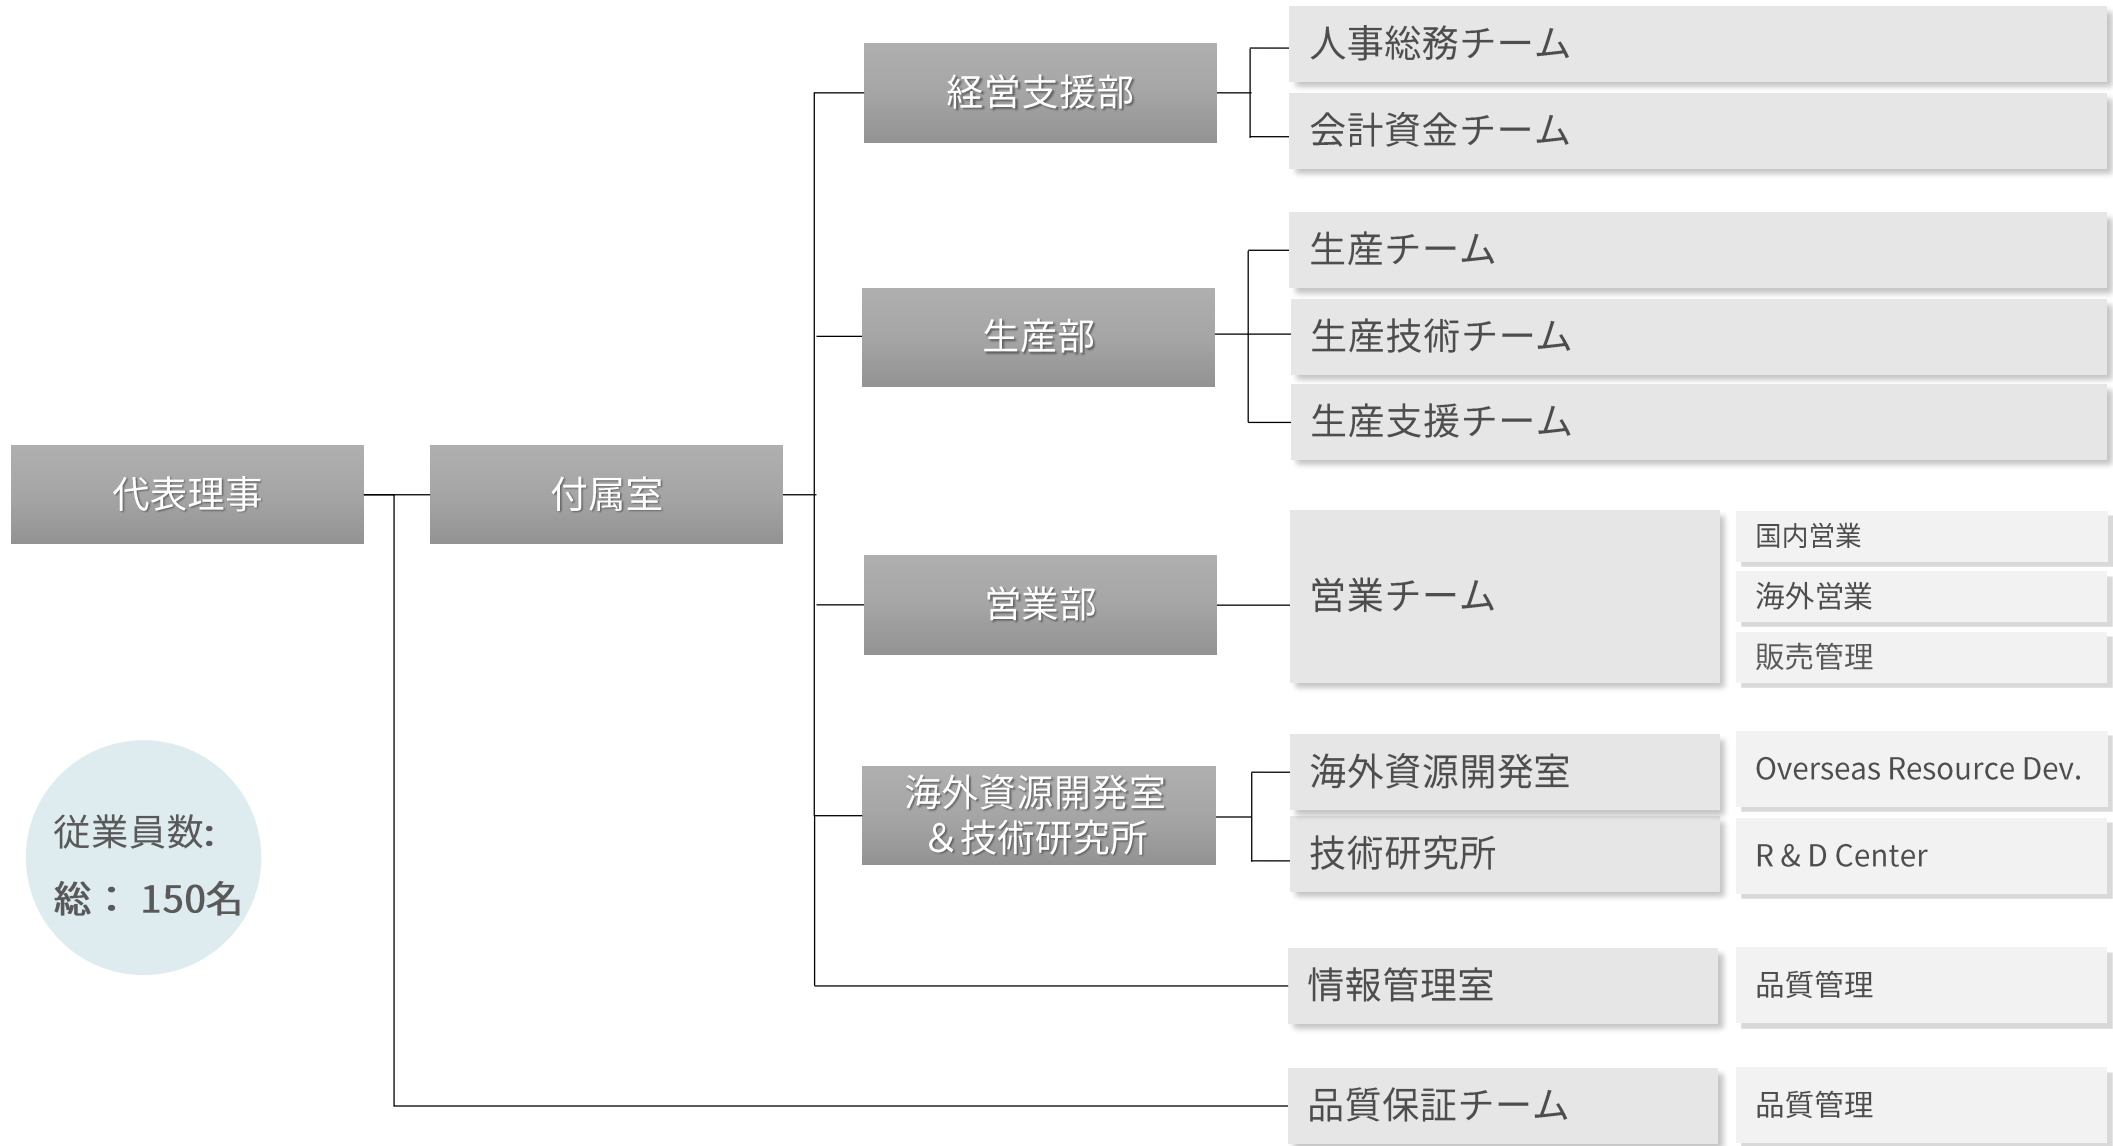 代表理事
付属室
経営支援部
人事総務チーム
会計資金チーム
生産部
生産チーム
生産技術チーム
生産支援チーム
営業部
営業チーム
国内営業
海外営業
販売管理
海外資源開発室
&技術研究所
海外資源開発室
Overseas Resource Dev.
技術研究所
R & D Center
情報管理室
品質管理
品質保証チーム
品質管理
従業員数:
総： 150名